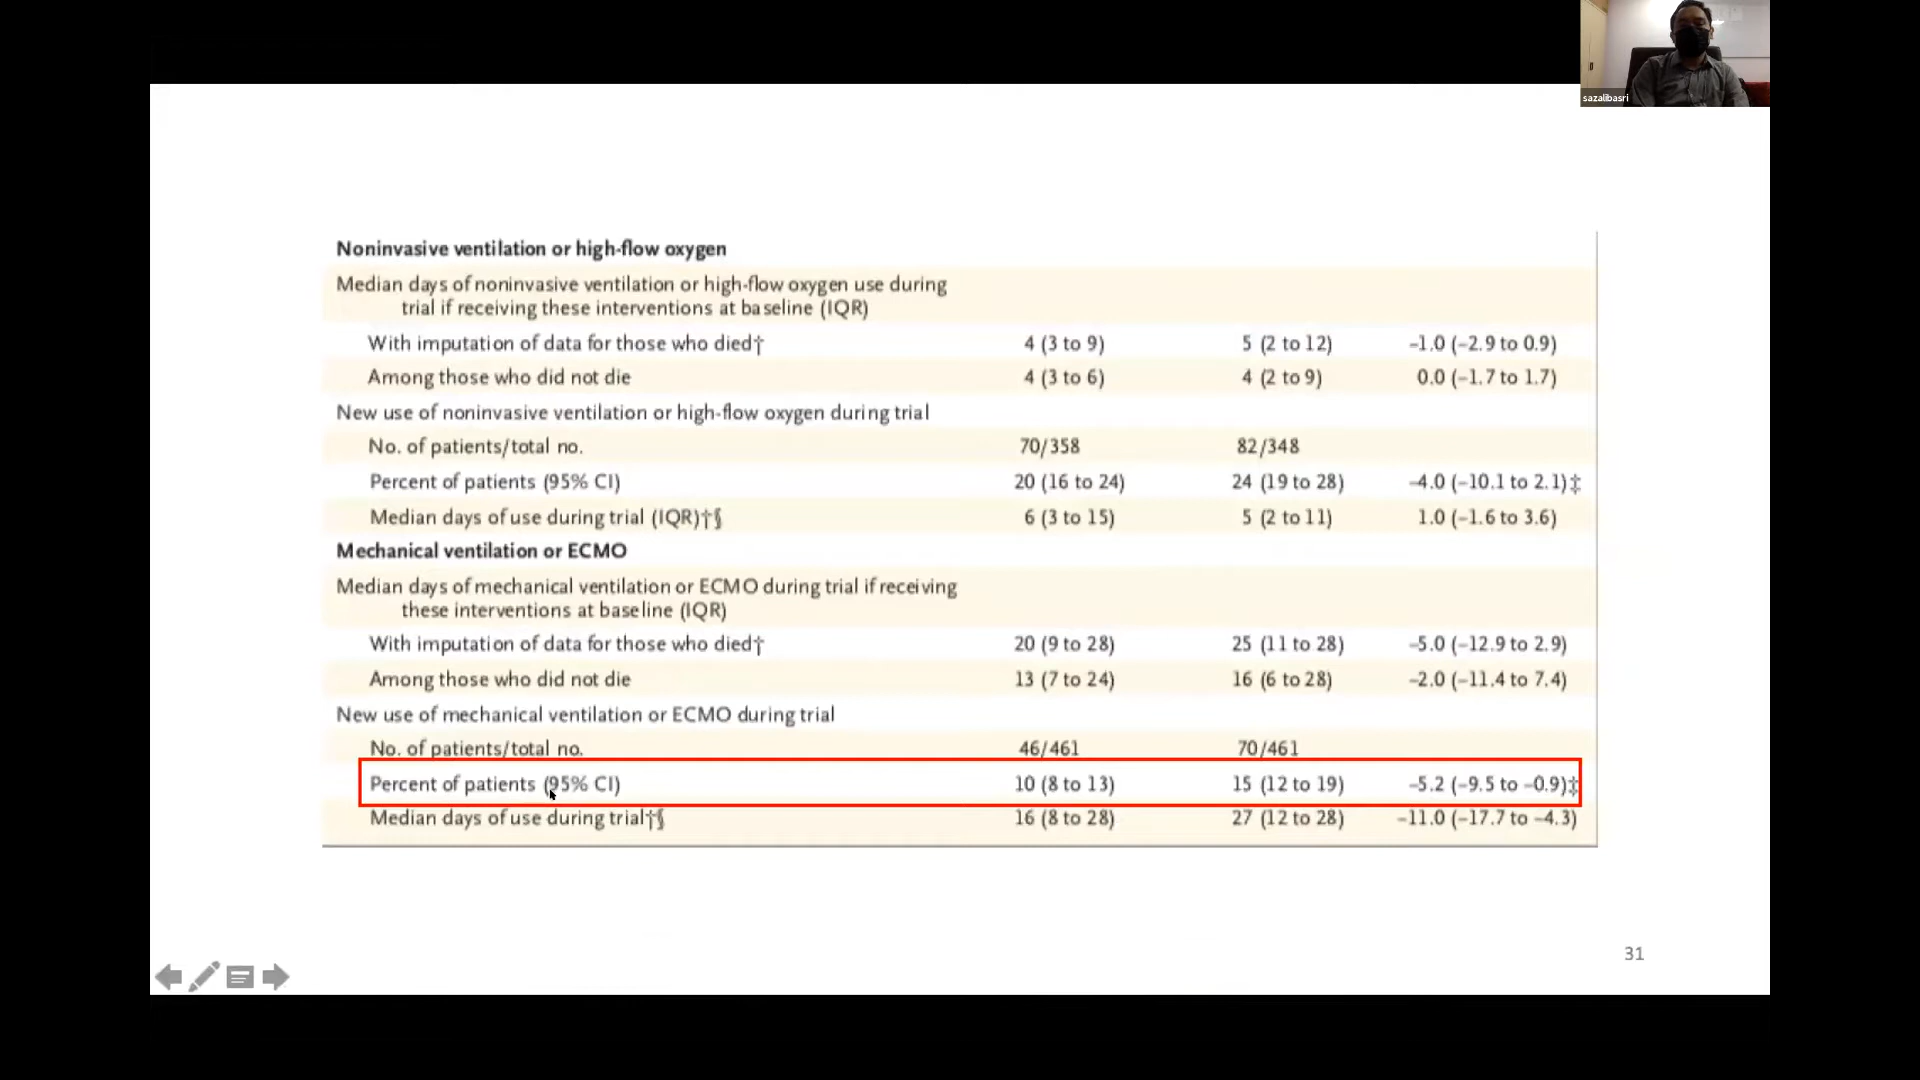 sazalibasri
Noninvasive ventilation or high-flow oxygen
Median days of noninvasive ventilation or high-flow oxygen use during
trial if receiving these interventions at baseline (IQR)
With imputation of data for those who died† 4 (3 to 9) 5 (2 to 12) –1.0 (–2.9 to 0.9)
Among those who did not die 4 (3 to 6) 4 (2 to 9) 0.0 (–1.7 to 1.7)
New use of noninvasive ventilation or high-flow oxygen during trial
No. of patients/total no. 70/358 82/348
Percent of patients (95% CI) 20 (16 to 24) 24 (19 to 28) –4.0 (–10.1 to 2.1)‡
Median days of use during trial (IQR)†§ 6 (3 to 15) 5 (2 to 11) 1.0 (–1.6 to 3.6)
Mechanical ventilation or ECMO
Median days of mechanical ventilation or ECMO during trial if receiving
these interventions at baseline (IQR)
With imputation of data for those who died† 20 (9 to 28) 25 (11 to 28) –5.0 (–12.9 to 2.9)
Among those who did not die 13 (7 to 24) 16 (6 to 28) –2.0 (–11.4 to 7.4)
New use of mechanical ventilation or ECMO during trial
No. of patients/total no. 46/461 70/461
Percent of patients (95% CI) 10 (8 to 13) 15 (12 to 19) –5.2 (–9.5 to –0.9)‡
Median days of use during trial†§ 16 (8 to 28) 27 (12 to 28) –11.0 (–17.7 to –4.3)
31